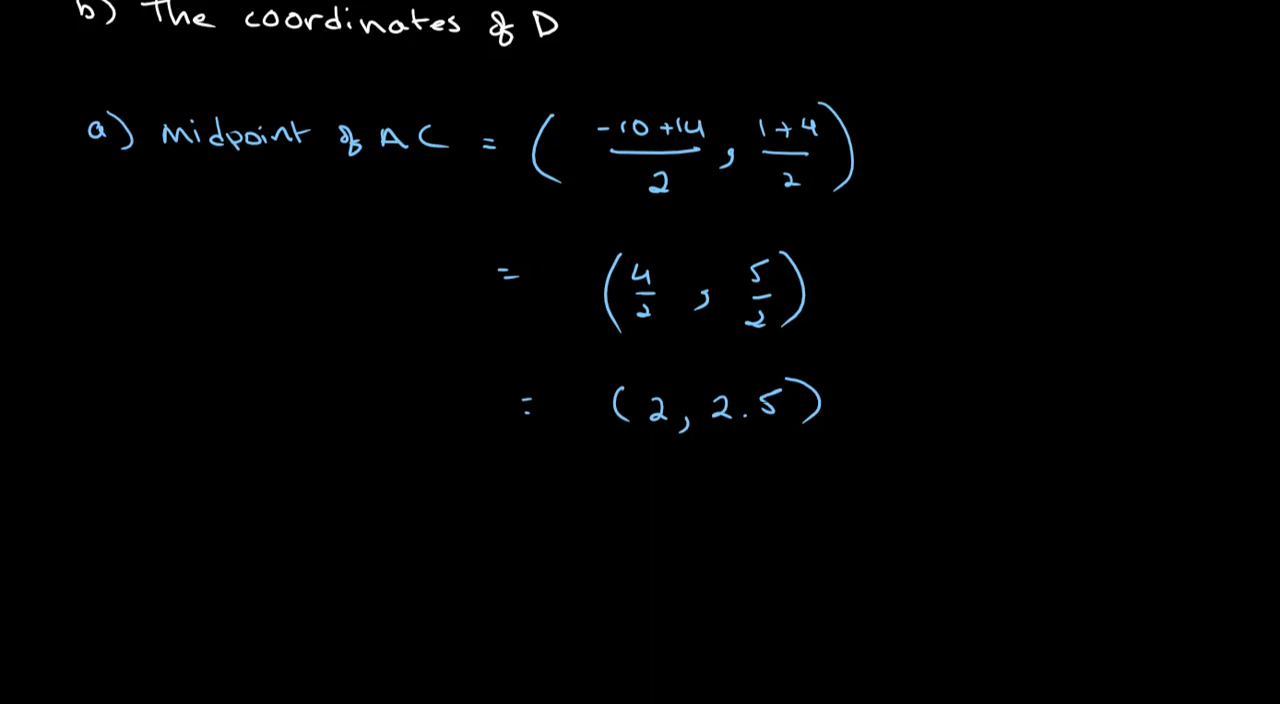 b) The coordinates of D
a) midpoint of AC = ( -10+14 / 2 , 1+4 / 2 )
= ( 4/2 , 5/2 )
= (2, 2.5)